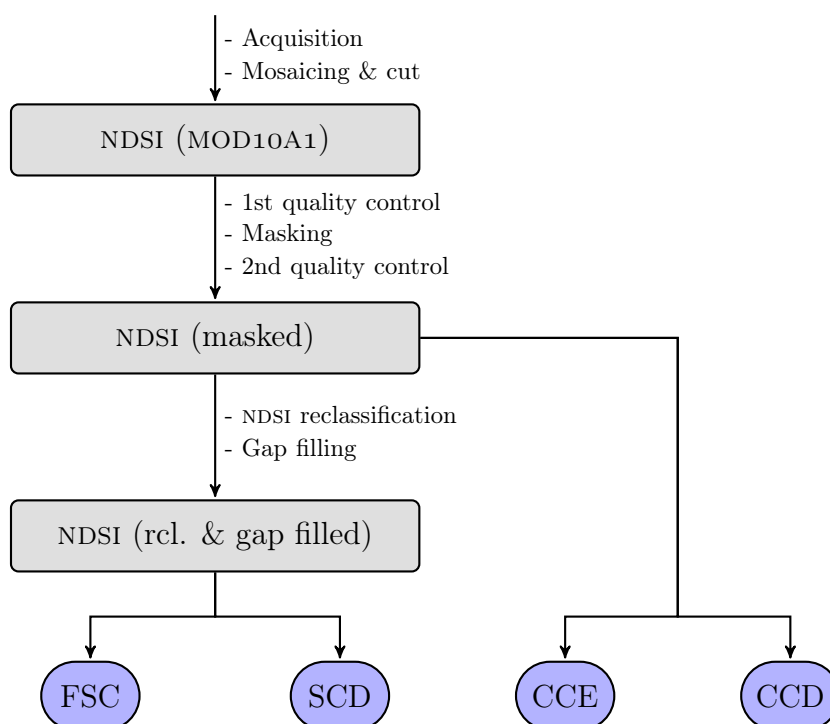 - Acquisition
- Mosaicing & cut
NDSI (MOD10A1)
- 1st quality control
- Masking
- 2nd quality control
NDSI (masked)
- NDSI reclassification
- Gap filling
NDSI (rcl. & gap filled)
FSC SCD CCE CCD